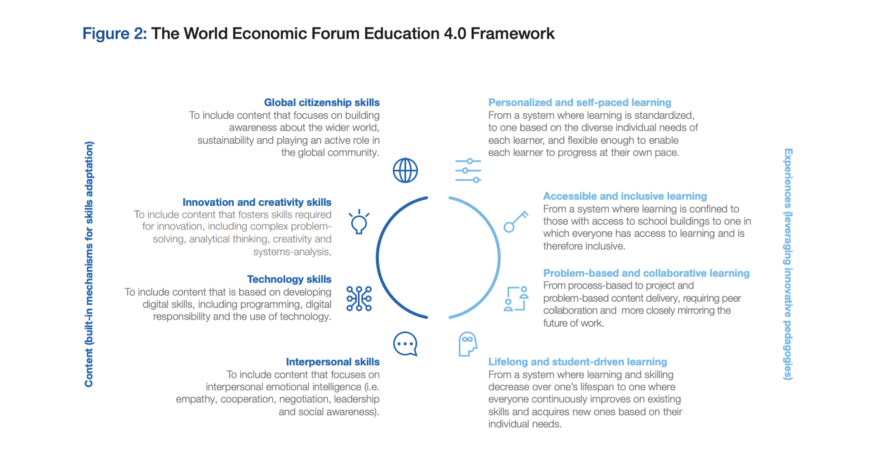 Figure 2: The World Economic Forum Education 4.0 Framework
Content (built-in mechanisms for skills adaptation)
Global citizenship skills
To include content that focuses on building
awareness about the wider world,
sustainability and playing an active role in
the global community.
Innovation and creativity skills
To include content that fosters skills required
for innovation, including complex problem-
solving, analytical thinking, creativity and
systems-analysis,
Technology skills
To include content that is based on developing
digital skills, including programming, digital
responsibility and the use of technology.
Interpersonal skills
To include content that focuses on
interpersonal emotional intelligence (i.e.
empathy, cooperation, negotiation, leadership
and social awareness).
Personalized and self-paced learning
From a system where learning is standardized,
to one based on the diverse individual needs of
each learner, and flexible enough to enable
each learner to progress at their own pace.
Accessible and inclusive learning
From a system where learning is confined to
those with access to school buildings to one in
which everyone has access to learning and is
therefore inclusive.
Problem-based and collaborative learning
From process-based to project and
problem-based content delivery, requiring peer
collaboration and more closely mirroring the
future of work.
Lifelong and student-driven learning
From a system where learning and skilling
decrease over one's lifespan to one where
everyone continuously improves on existing
skills and acquires new ones based on their
individual needs.
Experiences (leveraging innovative pedagogies)